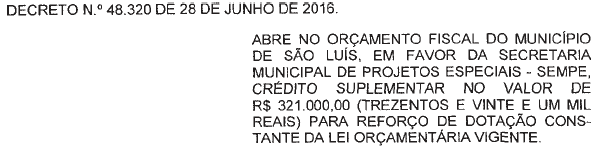 DECRETO N.º 48.320 DE 28 DE JUNHO DE 2016.
ABRE NO ORÇAMENTO FISCAL DO MUNICÍPIO
DE SÃO LUÍS, EM FAVOR DA SECRETARIA
MUNICIPAL DE PROJETOS ESPECIAIS - SEMPE,
CRÉDITO SUPLEMENTAR NO VALOR DE
R$ 321.000,00 (TREZENTOS E VINTE E UM MIL
REAIS) PARA REFORÇO DE DOTAÇÃO CONS-
TANTE DA LEI ORÇAMENTÁRIA VIGENTE.